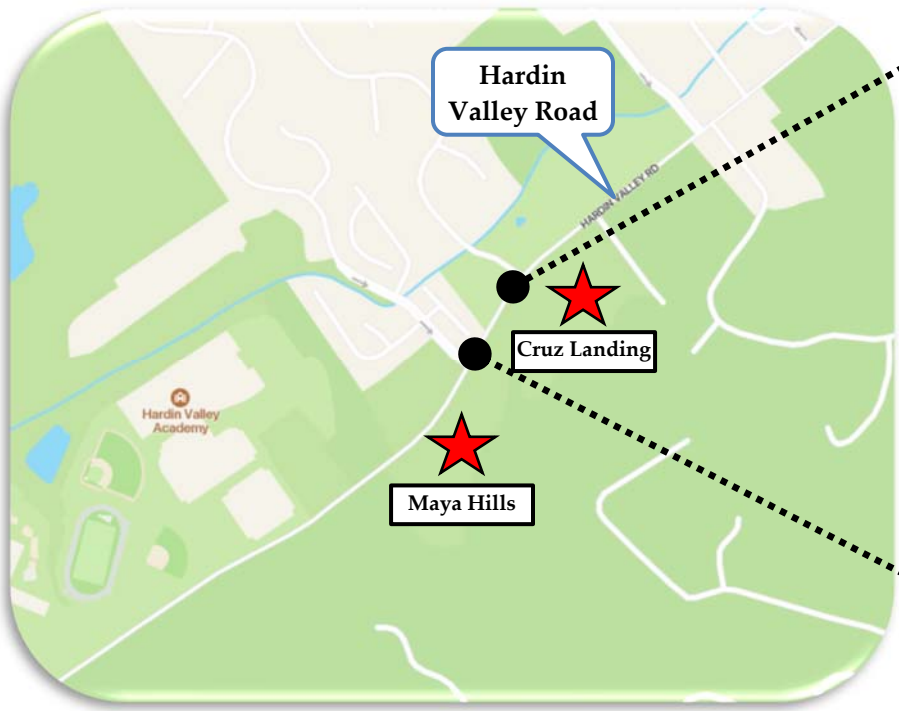 Hardin
Valley Road
HARDIN VALLEY RD
Cruz Landing
Hardin Valley
Academy
Maya Hills